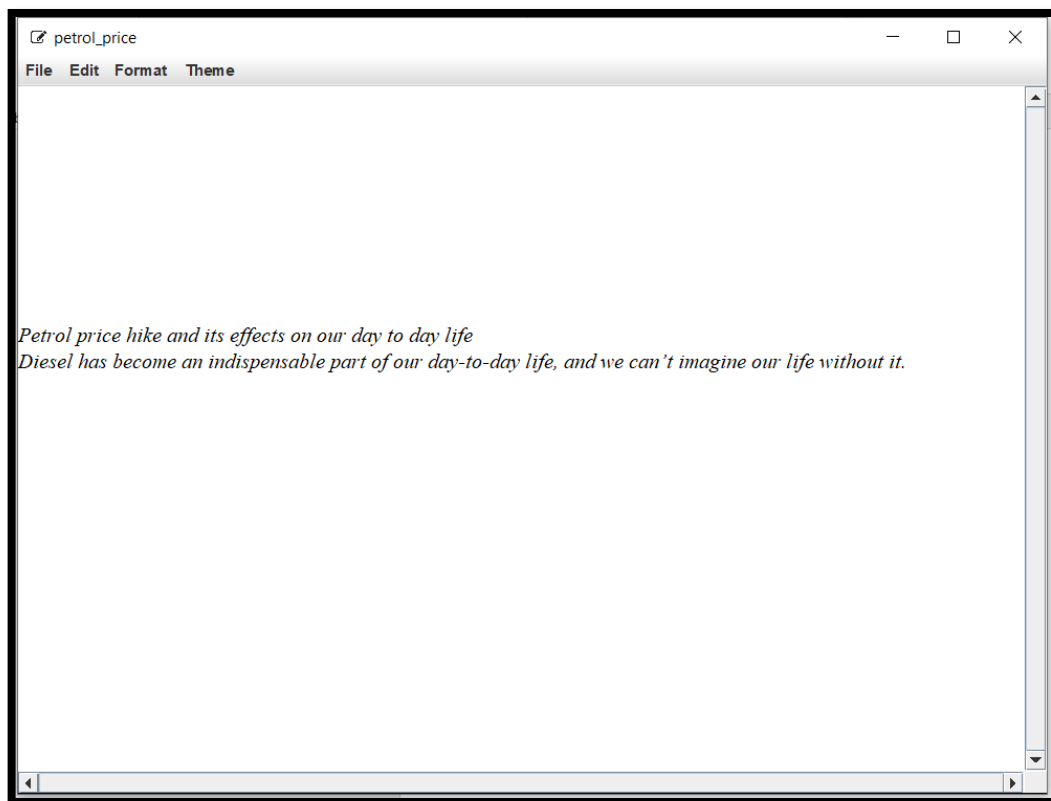 petrol_price
File Edit Format Theme
Petrol price hike and its effects on our day to day life
Diesel has become an indispensable part of our day-to-day life, and we can’t imagine our life without it.